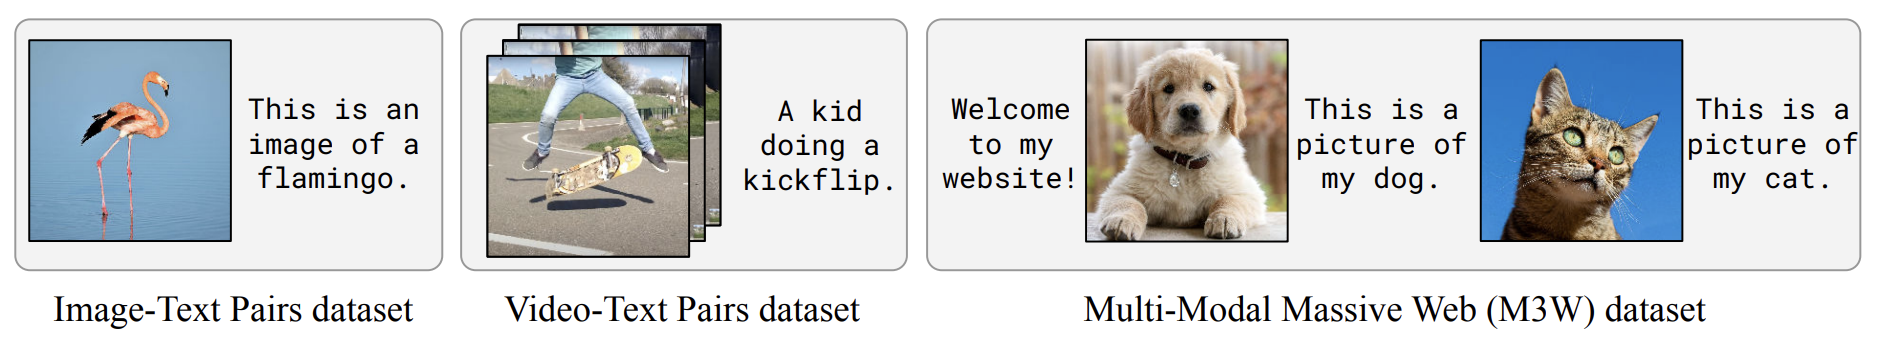 This is an
image of a
flamingo.
A kid
doing a
kickflip.
Welcome
to my
website!
This is a
picture of
my dog.
This is a
picture of
my cat.
Image-Text Pairs dataset
Video-Text Pairs dataset
Multi-Modal Massive Web (M3W) dataset